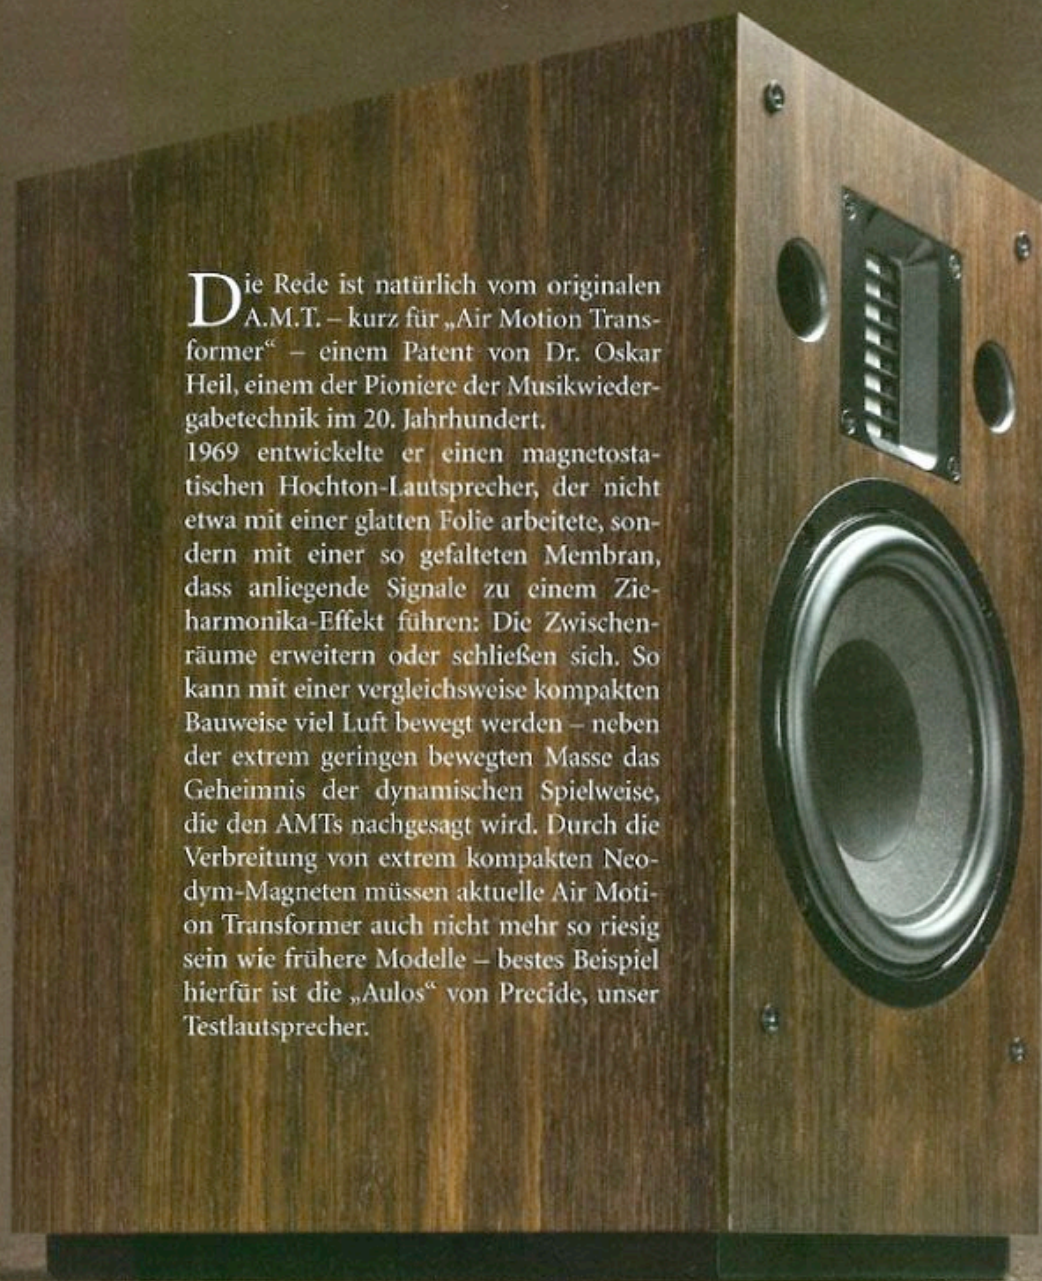 Die Rede ist natürlich vom originalen
A.M.T. – kurz für „Air Motion Trans-
former“ – einem Patent von Dr. Oskar
Heil, einem der Pioniere der Musikwieder-
gabetechnik im 20. Jahrhundert.
1969 entwickelte er einen magnetosta-
tischen Hochton-Lautsprecher, der nicht
etwa mit einer glatten Folie arbeitete, son-
dern mit einer so gefalteten Membran,
dass anliegende Signale zu einem Zie-
harmonika-Effekt führen: Die Zwischen-
räume erweitern oder schließen sich. So
kann mit einer vergleichsweise kompakten
Bauweise viel Luft bewegt werden – neben
der extrem geringen bewegten Masse das
Geheimnis der dynamischen Spielweise,
die den AMTs nachgesagt wird. Durch die
Verbreitung von extrem kompakten Neo-
dym-Magneten müssen aktuelle Air Moti-
on Transformer auch nicht mehr so riesig
sein wie frühere Modelle – bestes Beispiel
hierfür ist die „Aulos“ von Precide, unser
Testlautsprecher.